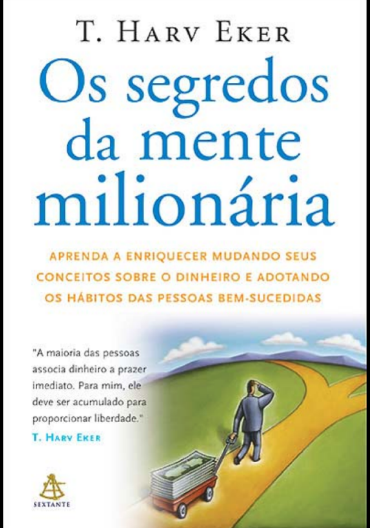 T. Harv Eker
Os segredos
da mente
milionária
APRENDA A ENRIQUECER MUDANDO SEUS
CONCEITOS SOBRE O DINHEIRO E ADOTANDO
OS HÁBITOS DAS PESSOAS BEM-SUCEDIDAS
"A maioria das pessoas
associa dinheiro a prazer
imediato. Para mim, ele
deve ser acumulado para
proporcionar liberdade."
T. Harv Eker
SEXTANTE